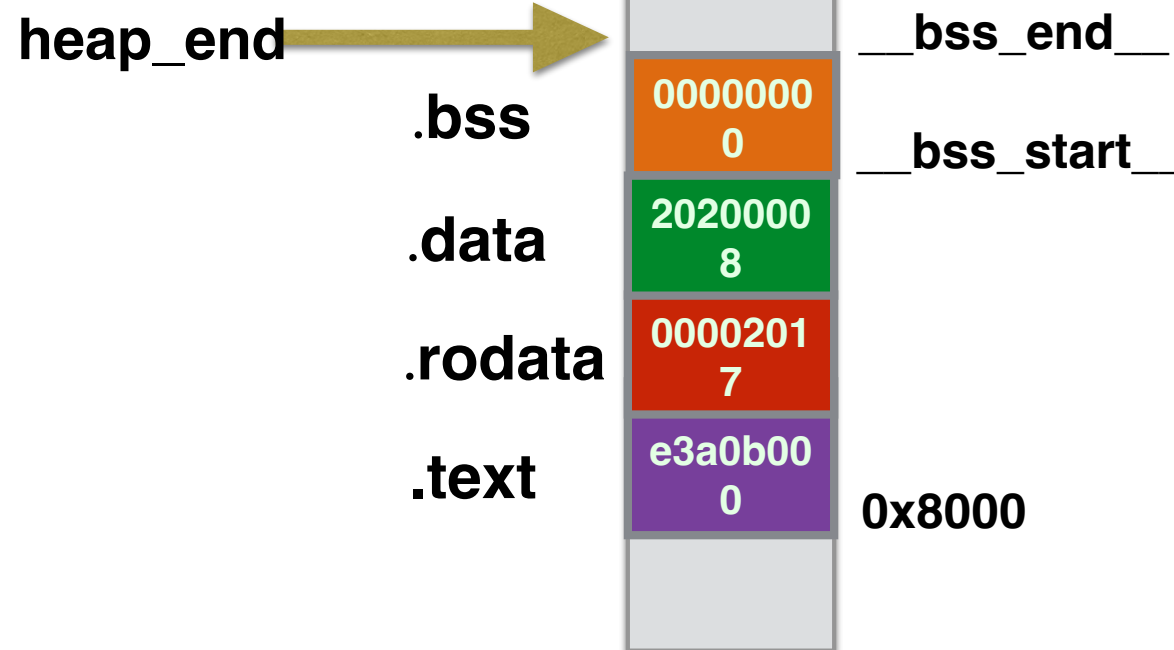 heap_end
__bss_end__
.bss
0000000
0
__bss_start__
.data
2020000
8
.rodata
0000201
7
.text
e3a0b00
0
0x8000